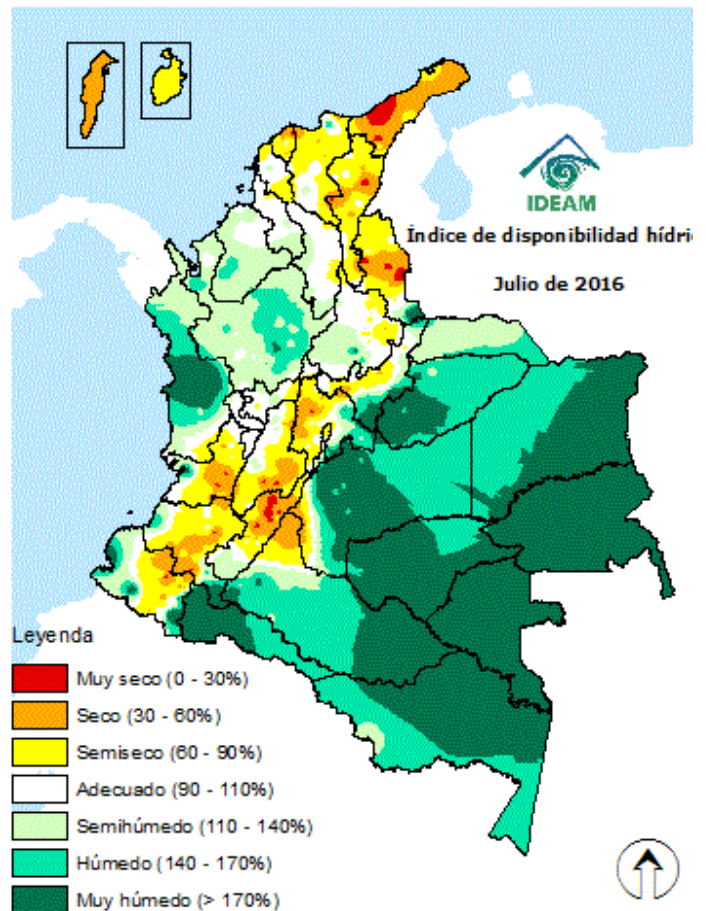 IDEAM
Índice de disponibilidad hídri
Julio de 2016
Leyenda
Muy seco (0 - 30%)
Seco (30 - 60%)
Semiseco (60 - 90%)
Adecuado (90 - 110%)
Semihúmedo (110 - 140%)
Húmedo (140 - 170%)
Muy húmedo (> 170%)